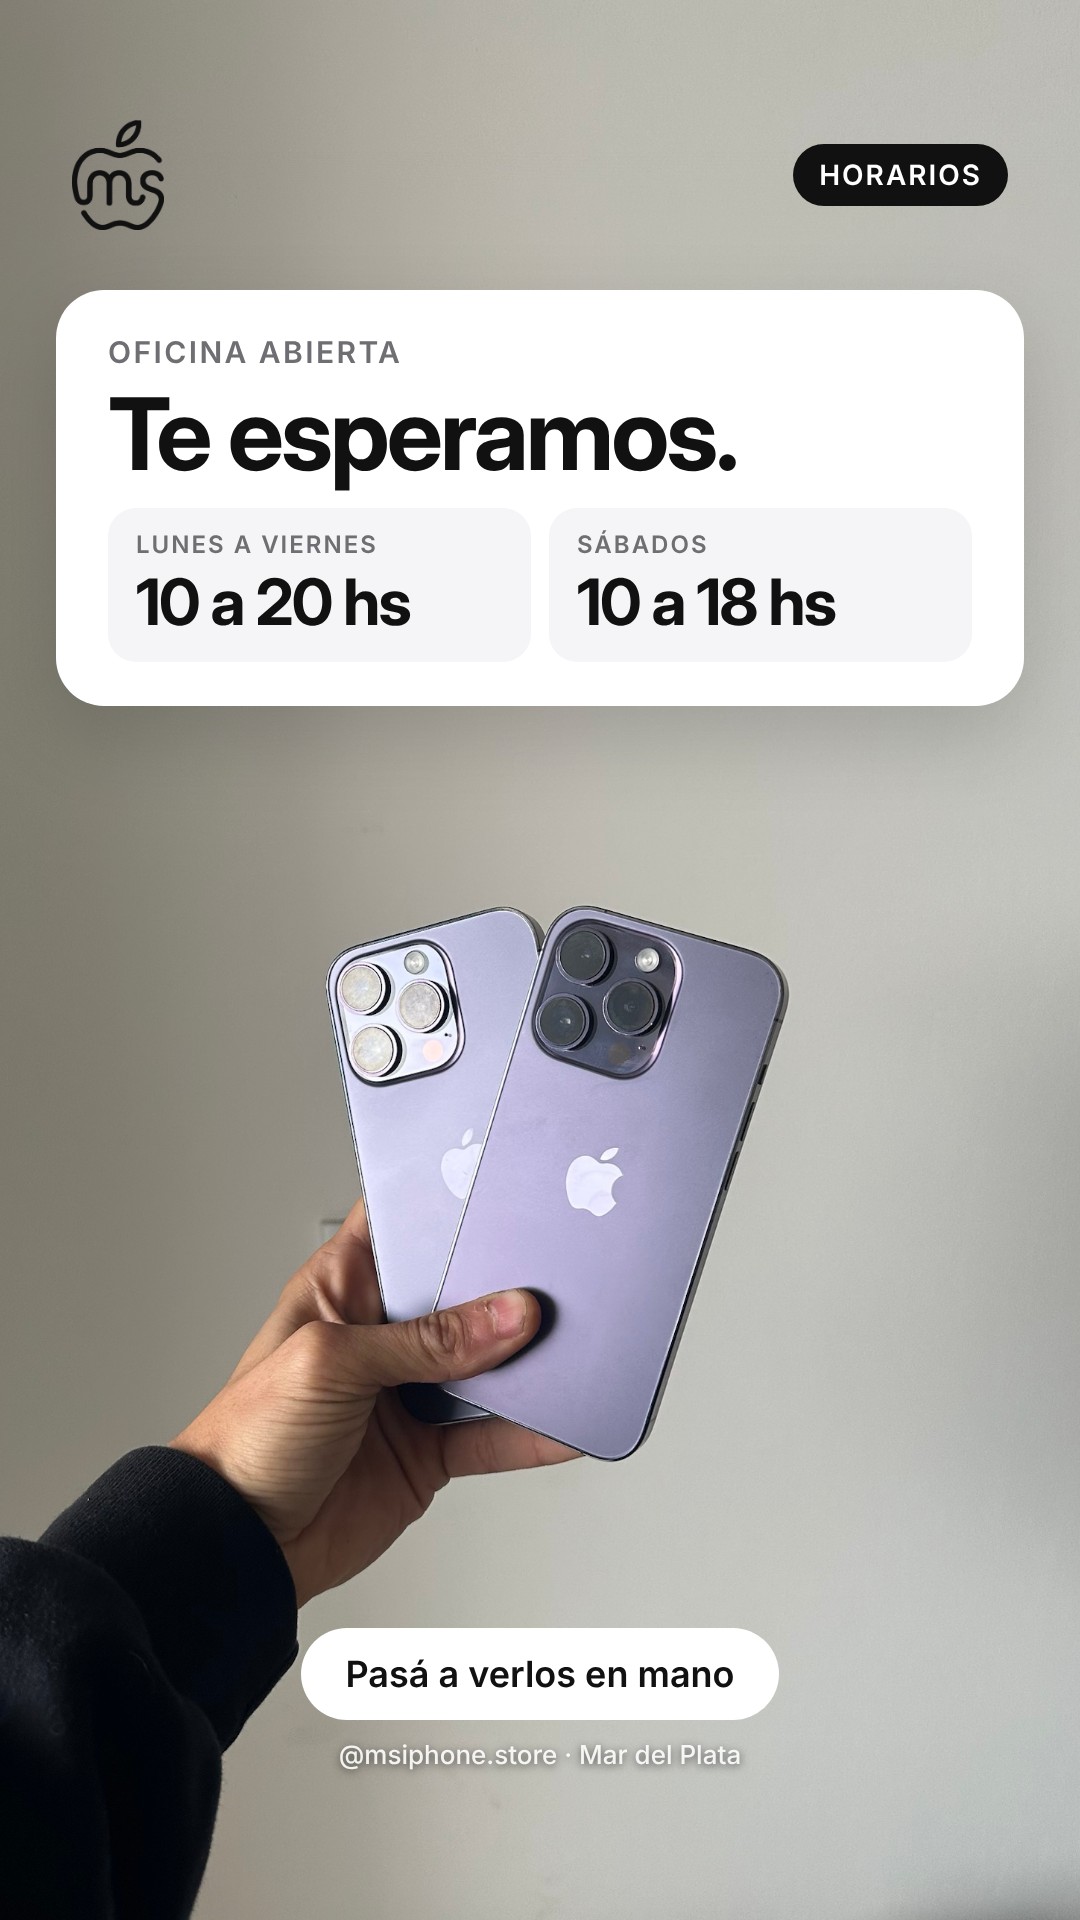 ms
HORARIOS
OFICINA ABIERTA
Te esperamos.
LUNES A VIERNES
10 a 20 hs
SÁBADOS
10 a 18 hs
Pasá a verlos en mano
@msiphone.store · Mar del Plata